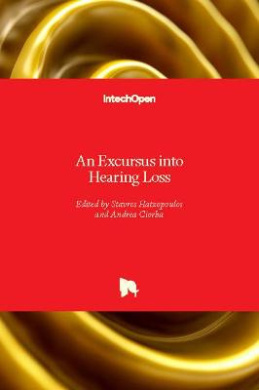 IntechOpen
An Excursus into
Hearing Loss
Edited by Stavros Hatzopoulos
and Andrea Ciorba